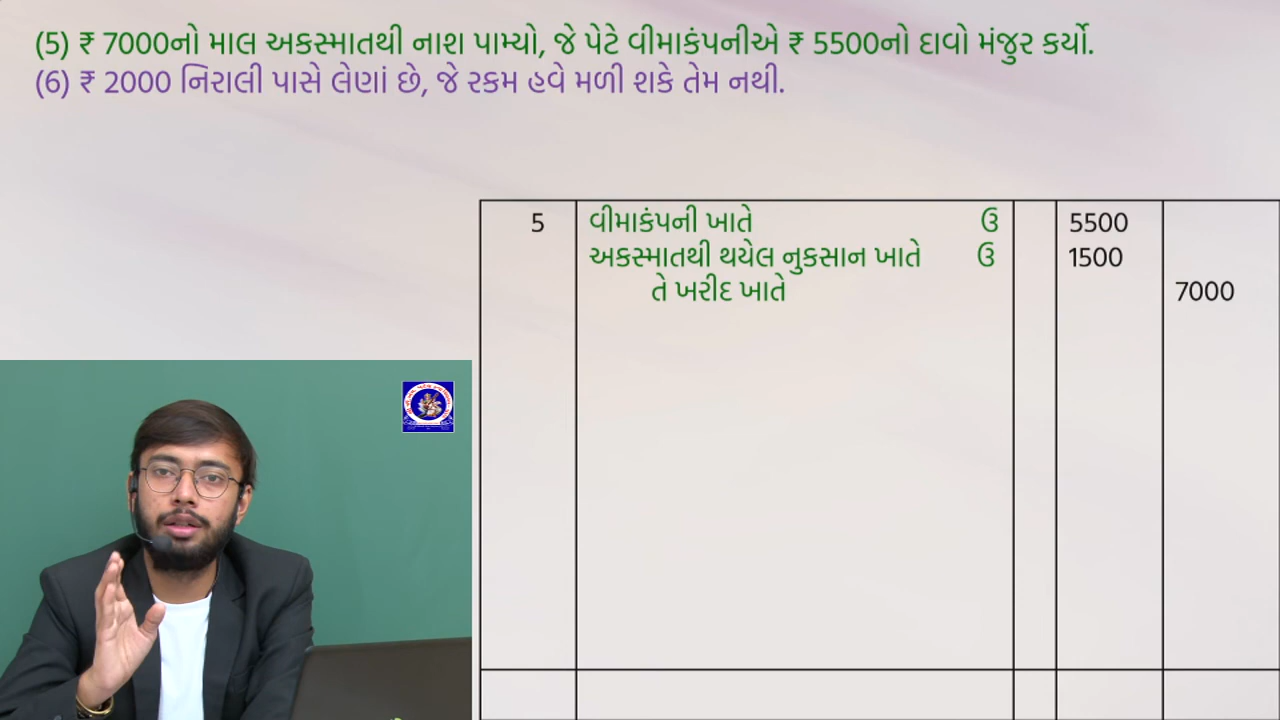 (5) ₹ 7000નો માલ અકસ્માતથી નાશ પામ્યો, જે પેટે વીમાકંપનીએ ₹ 5500નો દાવો મંજુર કર્યો.
(6) ₹ 2000 નિરાલી પાસે લેણાં છે, જે રકમ હવે મળી શકે તેમ નથી.
5 વીમાકંપની ખાતે ઉ 5500
અકસ્માતથી થયેલ નુકસાન ખાતે ઉ 1500
તે ખરીદ ખાતે 7000